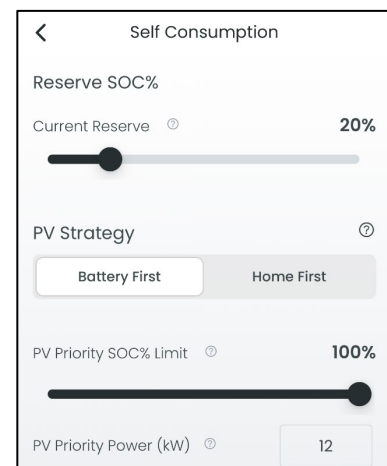 Self Consumption
Reserve SOC%
Current Reserve ? 20%
PV Strategy ?
Battery First Home First
PV Priority SOC% Limit ? 100%
PV Priority Power (kW) ? 12